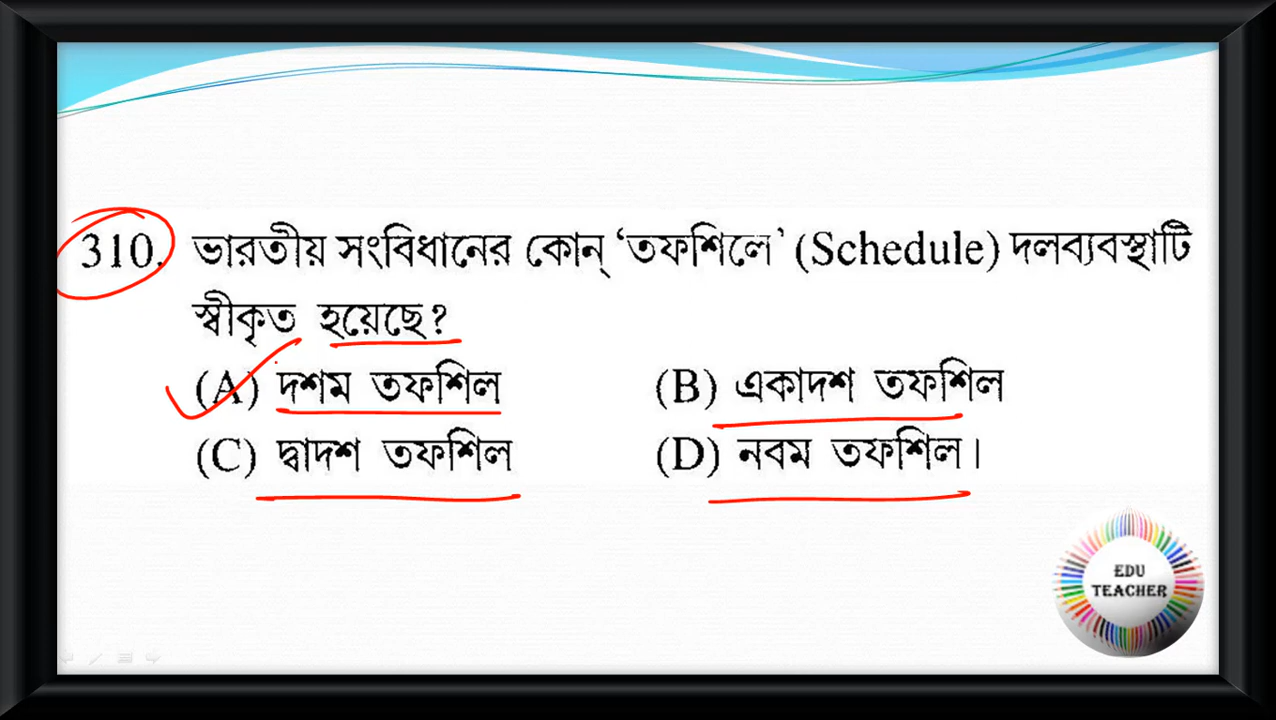 310. ভারতীয় সংবিধানের কোন্ ‘তফশিলে’ (Schedule) দলব্যবস্থাটি
স্বীকৃত হয়েছে?
(A) দশম তফশিল (B) একাদশ তফশিল
(C) দ্বাদশ তফশিল (D) নবম তফশিল।
EDU
TEACHER